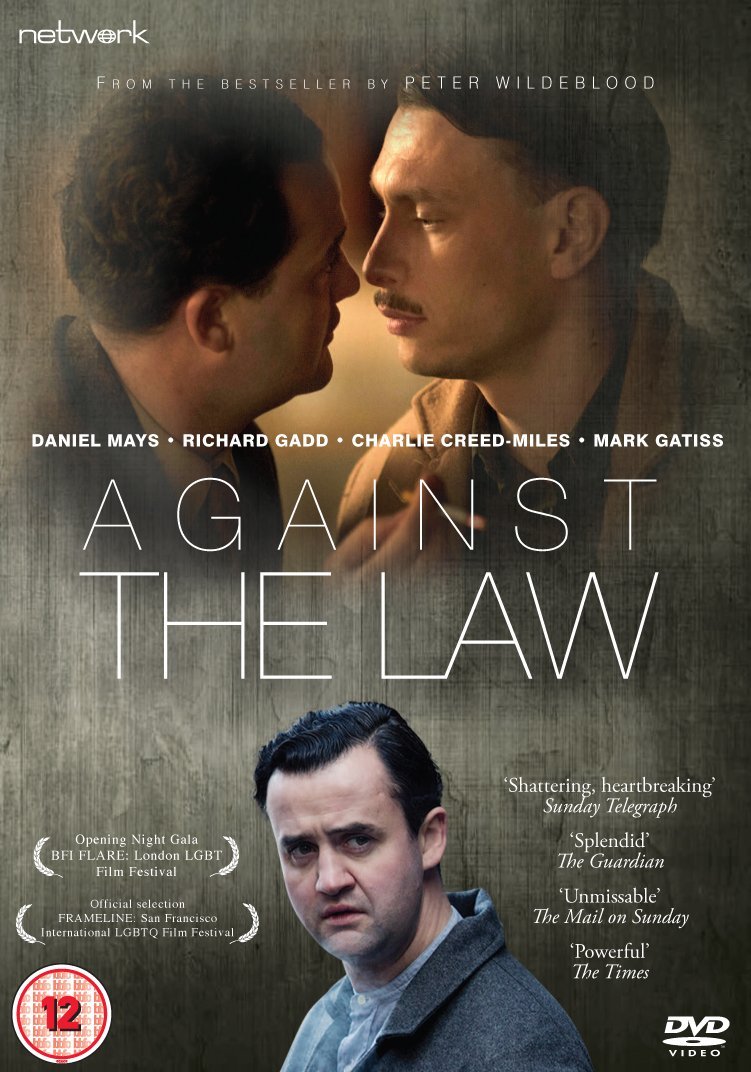 network
FROM THE BESTSELLER BY PETER WILDEBLOOD
DANIEL MAYS • RICHARD GADD • CHARLIE CREED-MILES • MARK GATISS
AGAINST
THE LAW
'Shattering, heartbreaking'
Sunday Telegraph
'Splendid'
The Guardian
'Unmissable'
The Mail on Sunday
'Powerful'
The Times
Opening Night Gala
BFI FLARE: London LGBT
Film Festival
Official selection
FRAMELINE: San Francisco
International LGBTQ Film Festival
12
DVD
VIDEO